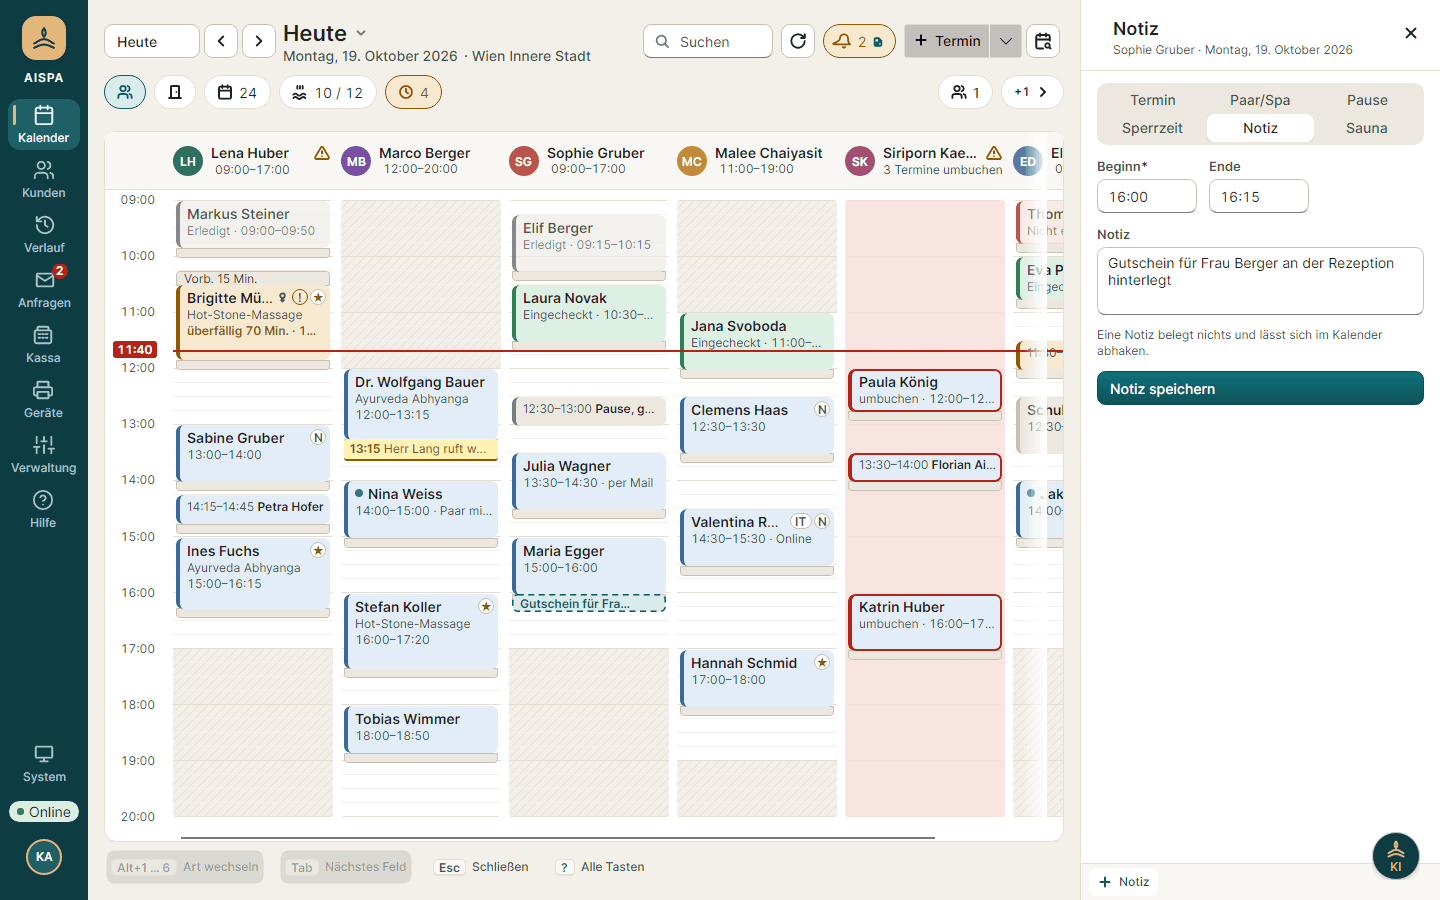 AISPA
Kalender
Kunden
Verlauf
2
Anfragen
Kassa
Geräte
Verwaltung
Hilfe
System
Online
KA
Heute
Heute
Montag, 19. Oktober 2026 · Wien Innere Stadt
Suchen
2
+ Termin
24
10 / 12
4
1
+1
LH
Lena Huber
09:00–17:00
MB
Marco Berger
12:00–20:00
SG
Sophie Gruber
09:00–17:00
MC
Malee Chaiyasit
11:00–19:00
SK
Siriporn Kae...
3 Termine umbuchen
ED
09:00
10:00
11:00
11:40
12:00
13:00
14:00
15:00
16:00
17:00
18:00
19:00
20:00
Markus Steiner
Erledigt · 09:00–09:50
Vorb. 15 Min.
Brigitte Mü...
Hot-Stone-Massage
überfällig 70 Min. · 1...
Sabine Gruber
N
13:00–14:00
14:15–14:45 Petra Hofer
Ines Fuchs
Ayurveda Abhyanga
15:00–16:15
Dr. Wolfgang Bauer
Ayurveda Abhyanga
12:00–13:15
13:15 Herr Lang ruft w...
Nina Weiss
14:00–15:00 · Paar mi...
Stefan Koller
Hot-Stone-Massage
16:00–17:20
Tobias Wimmer
18:00–18:50
Elif Berger
Erledigt · 09:15–10:15
Laura Novak
Eingecheckt · 10:30–...
12:30–13:00 Pause, g...
Julia Wagner
13:30–14:30 · per Mail
Maria Egger
15:00–16:00
Gutschein für Fra...
Jana Svoboda
Eingecheckt · 11:00–...
Clemens Haas
N
12:30–13:30
Valentina R...
IT
N
14:30–15:30 · Online
Hannah Schmid
17:00–18:00
Paula König
umbuchen · 12:00–12...
13:30–14:00 Florian Ai...
Katrin Huber
umbuchen · 16:00–17...
Thom
Nicht e
Eva P
Eingec
11:30–
Schul
12:30–
Jak
14:00–
Alt+1 ... 6
Art wechseln
Tab
Nächstes Feld
Esc
Schließen
?
Alle Tasten
Notiz
Sophie Gruber · Montag, 19. Oktober 2026
Termin
Paar/Spa
Pause
Sperrzeit
Notiz
Sauna
Beginn*
Ende
16:00
16:15
Notiz
Gutschein für Frau Berger an der Rezeption
hinterlegt
Eine Notiz belegt nichts und lässt sich im Kalender
abhaken.
Notiz speichern
+ Notiz
KI